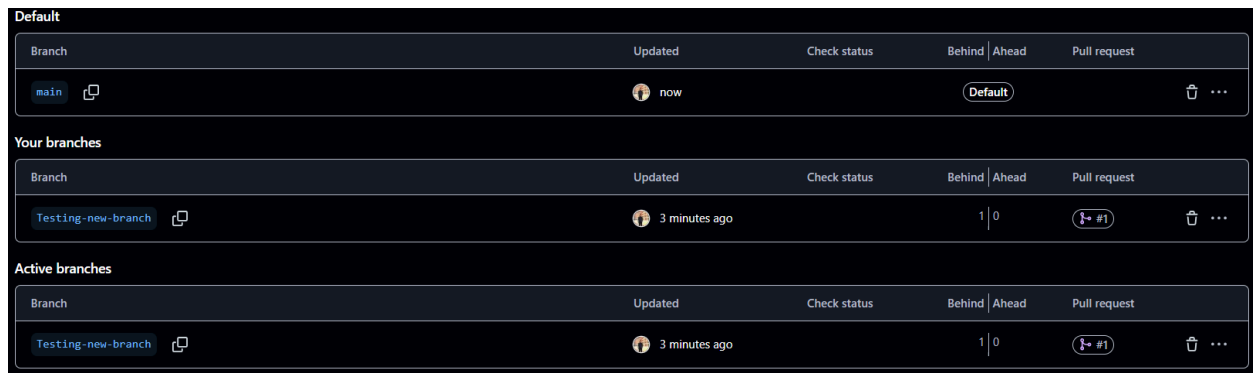 Default
Branch Updated Check status Behind Ahead Pull request
main now Default
Your branches
Branch Updated Check status Behind Ahead Pull request
Testing-new-branch 3 minutes ago 1 0 #1
Active branches
Branch Updated Check status Behind Ahead Pull request
Testing-new-branch 3 minutes ago 1 0 #1